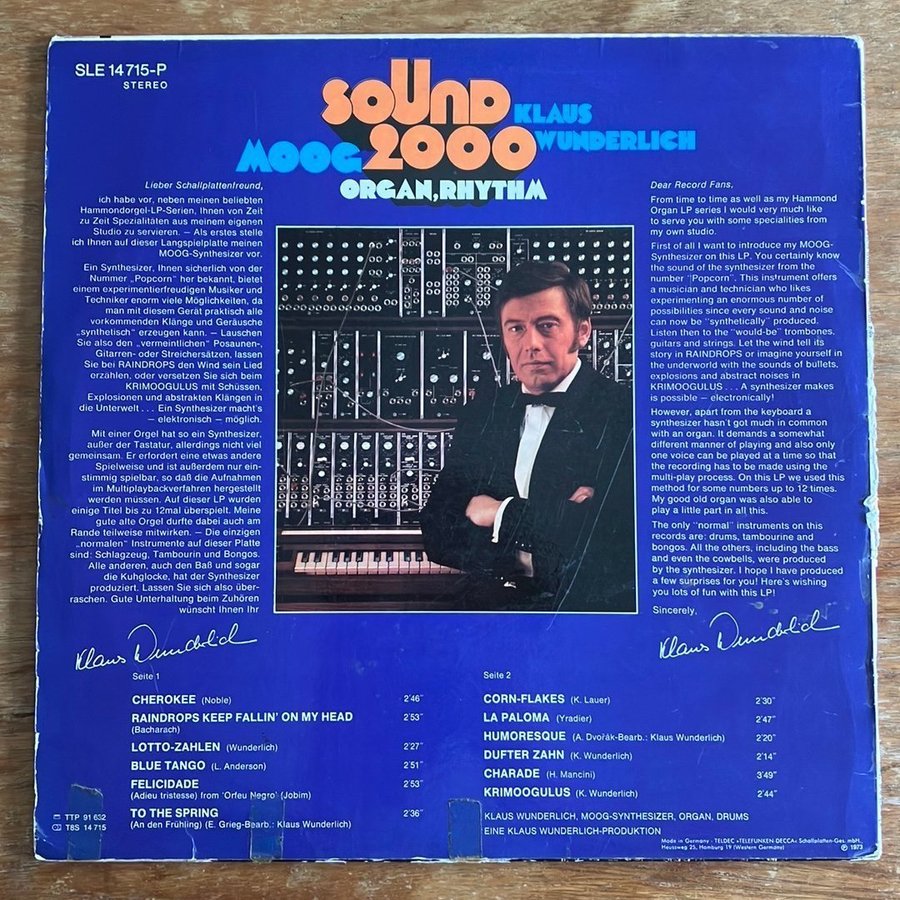 SLE 14 715-P
STEREO
SOUND
2000
KLAUS
WUNDERLICH
MOOG
ORGAN, RHYTHM
Lieber Schallplattenfreund,
ich habe vor, neben meinen beliebten
Hammondorgel-LP-Serien, Ihnen von Zeit
zu Zeit Spezialitäten aus meinem eigenen
Studio zu servieren. – Als erstes stelle
ich Ihnen auf dieser Langspielplatte meinen
MOOG-Synthesizer vor.
Ein Synthesizer, Ihnen sicherlich von der
Nummer „Popcorn" her bekannt, bietet
einem experimentierfreudigen Musiker und
Techniker enorm viele Möglichkeiten, da
man mit diesem Gerät praktisch alle
vorkommenden Klänge und Geräusche
„synthetisch" erzeugen kann. – Lauschen
Sie also den „vermeintlichen" Posaunen-,
Gitarren- oder Streichersätzen, lassen
Sie bei RAINDROPS den Wind sein Lied
erzählen, oder versetzen Sie sich beim
KRIMOOGULUS mit Schüssen,
Explosionen und abstrakten Klängen in
die Unterwelt . . . Ein Synthesizer macht's
– elektronisch – möglich.
Mit einer Orgel hat so ein Synthesizer,
außer der Tastatur, allerdings nicht viel
gemeinsam. Er erfordert eine etwas andere
Spielweise und ist außerdem nur ein-
stimmig spielbar, so daß die Aufnahmen
im Multiplaybackverfahren hergestellt
werden müssen. Auf dieser LP wurden
einige Titel bis zu 12mal überspielt. Meine
gute alte Orgel durfte dabei auch am
Rande teilweise mitwirken. – Die einzigen
„normalen" Instrumente auf dieser Platte
sind: Schlagzeug, Tambourin und Bongos.
Alle anderen, auch den Baß und sogar
die Kuhglocke, hat der Synthesizer
produziert. Lassen Sie sich also über-
raschen. Gute Unterhaltung beim Zuhören
wünscht Ihnen Ihr
Klaus Wunderlich
Dear Record Fans,
From time to time as well as my Hammond
Organ LP series I would very much like
to serve you with some specialities from
my own studio.
First of all I want to introduce my MOOG-
Synthesizer on this LP. You certainly know
the sound of the synthesizer from the
number "Popcorn". This instrument offers
a musician and technician who likes
experimenting an enormous number of
possibilities since every sound and noise
can now be "synthetically" produced.
Listen then to the "would-be" trombones,
guitars and strings. Let the wind tell its
story in RAINDROPS or imagine yourself in
the underworld with the sounds of bullets,
explosions and abstract noises in
KRIMOOGULUS . . . A synthesizer makes
is possible – electronically!
However, apart from the keyboard a
synthesizer hasn't got much in common
with an organ. It demands a somewhat
different manner of playing and also only
one voice can be played at a time so that
the recording has to be made using the
multi-play process. On this LP we used this
method for some numbers up to 12 times.
My good old organ was also able to
play a little part in all this.
The only "normal" instruments on this
records are: drums, tambourine and
bongos. All the others, including the bass
and even the cowbells, were produced
by the synthesizer. I hope I have produced
a few surprises for you! Here's wishing
you lots of fun with this LP!
Sincerely,
Klaus Wunderlich
Seite 1
CHEROKEE (Noble) 2'46"
RAINDROPS KEEP FALLIN' ON MY HEAD 2'53"
(Bacharach)
LOTTO-ZAHLEN (Wunderlich) 2'27"
BLUE TANGO (L. Anderson) 2'51"
FELICIDADE 2'53"
(Adieu tristesse) from 'Orfeu Negro' (Jobim)
TO THE SPRING 2'36"
(An den Frühling) (E. Grieg-Bearb.: Klaus Wunderlich)
Seite 2
CORN-FLAKES (K. Lauer) 2'30"
LA PALOMA (Yradier) 2'47"
HUMORESQUE (A. Dvořák-Bearb.: Klaus Wunderlich) 2'20"
DUFTER ZAHN (K. Wunderlich) 2'14"
CHARADE (H. Mancini) 3'49"
KRIMOOGULUS (K. Wunderlich) 2'44"
TTP 91 632
T8S 14 715
KLAUS WUNDERLICH, MOOG-SYNTHESIZER, ORGAN, DRUMS
EINE KLAUS WUNDERLICH-PRODUKTION
Made in Germany · TELDEC »TELEFUNKEN-DECCA« Schallplatten-Ges. mbH.
Heussweg 25, Hamburg 19 (Western Germany)
Ⓟ 1973